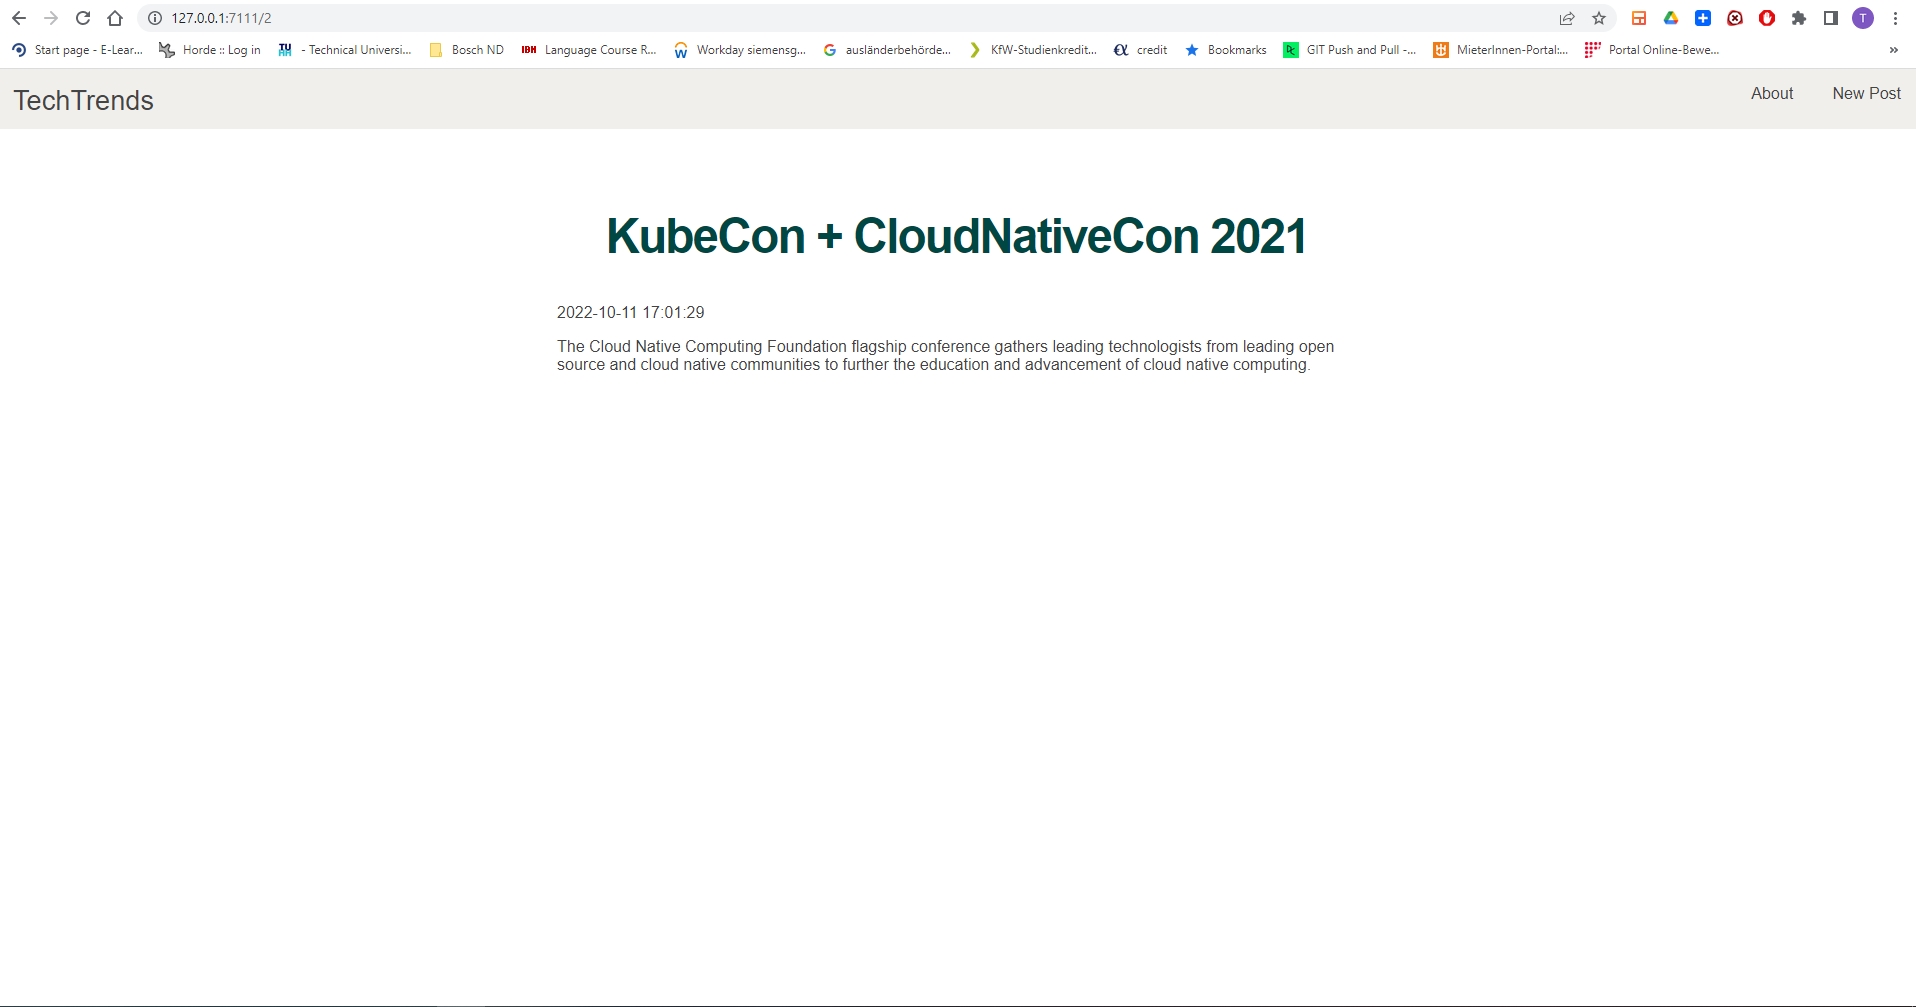 127.0.0.1:7111/2
T
Start page - E-Lear... Horde :: Log in TU HH - Technical Universi... Bosch ND IBH Language Course R... Workday siemensg... ausländerbehörde... KfW-Studienkredit... credit Bookmarks GIT Push and Pull -... MieterInnen-Portal:... Portal Online-Bewe... »
TechTrends About New Post
KubeCon + CloudNativeCon 2021
2022-10-11 17:01:29
The Cloud Native Computing Foundation flagship conference gathers leading technologists from leading open
source and cloud native communities to further the education and advancement of cloud native computing.